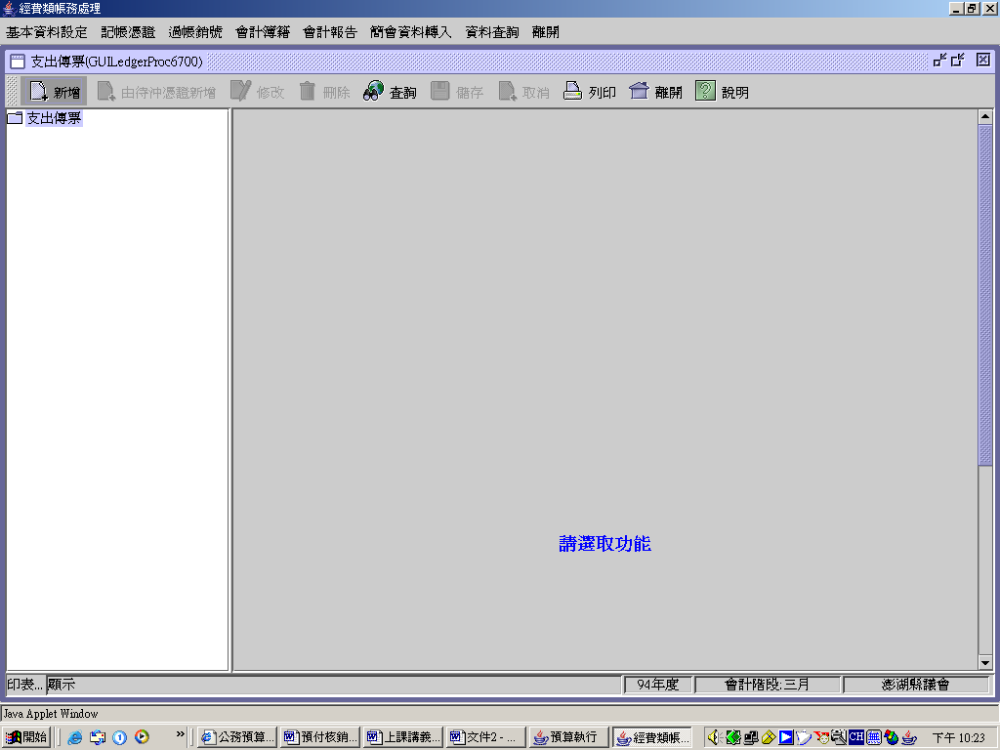 經費類帳務處理
基本資料設定 記帳憑證 過帳銷號 會計簿籍 會計報告 簡會資料轉入 資料查詢 離開
支出傳票(GUILedgerProc6700)
新增 由待沖憑證新增 修改 刪除 查詢 儲存 取消 列印 離開 說明
支出傳票
請選取功能
印表... 顯示 94年度 會計階段:三月 澎湖縣議會
Java Applet Window
開始 » 公務預算... 預付核銷... 上課講義... 文件2 - ... 預算執行 經費類帳... CH 下午 10:23